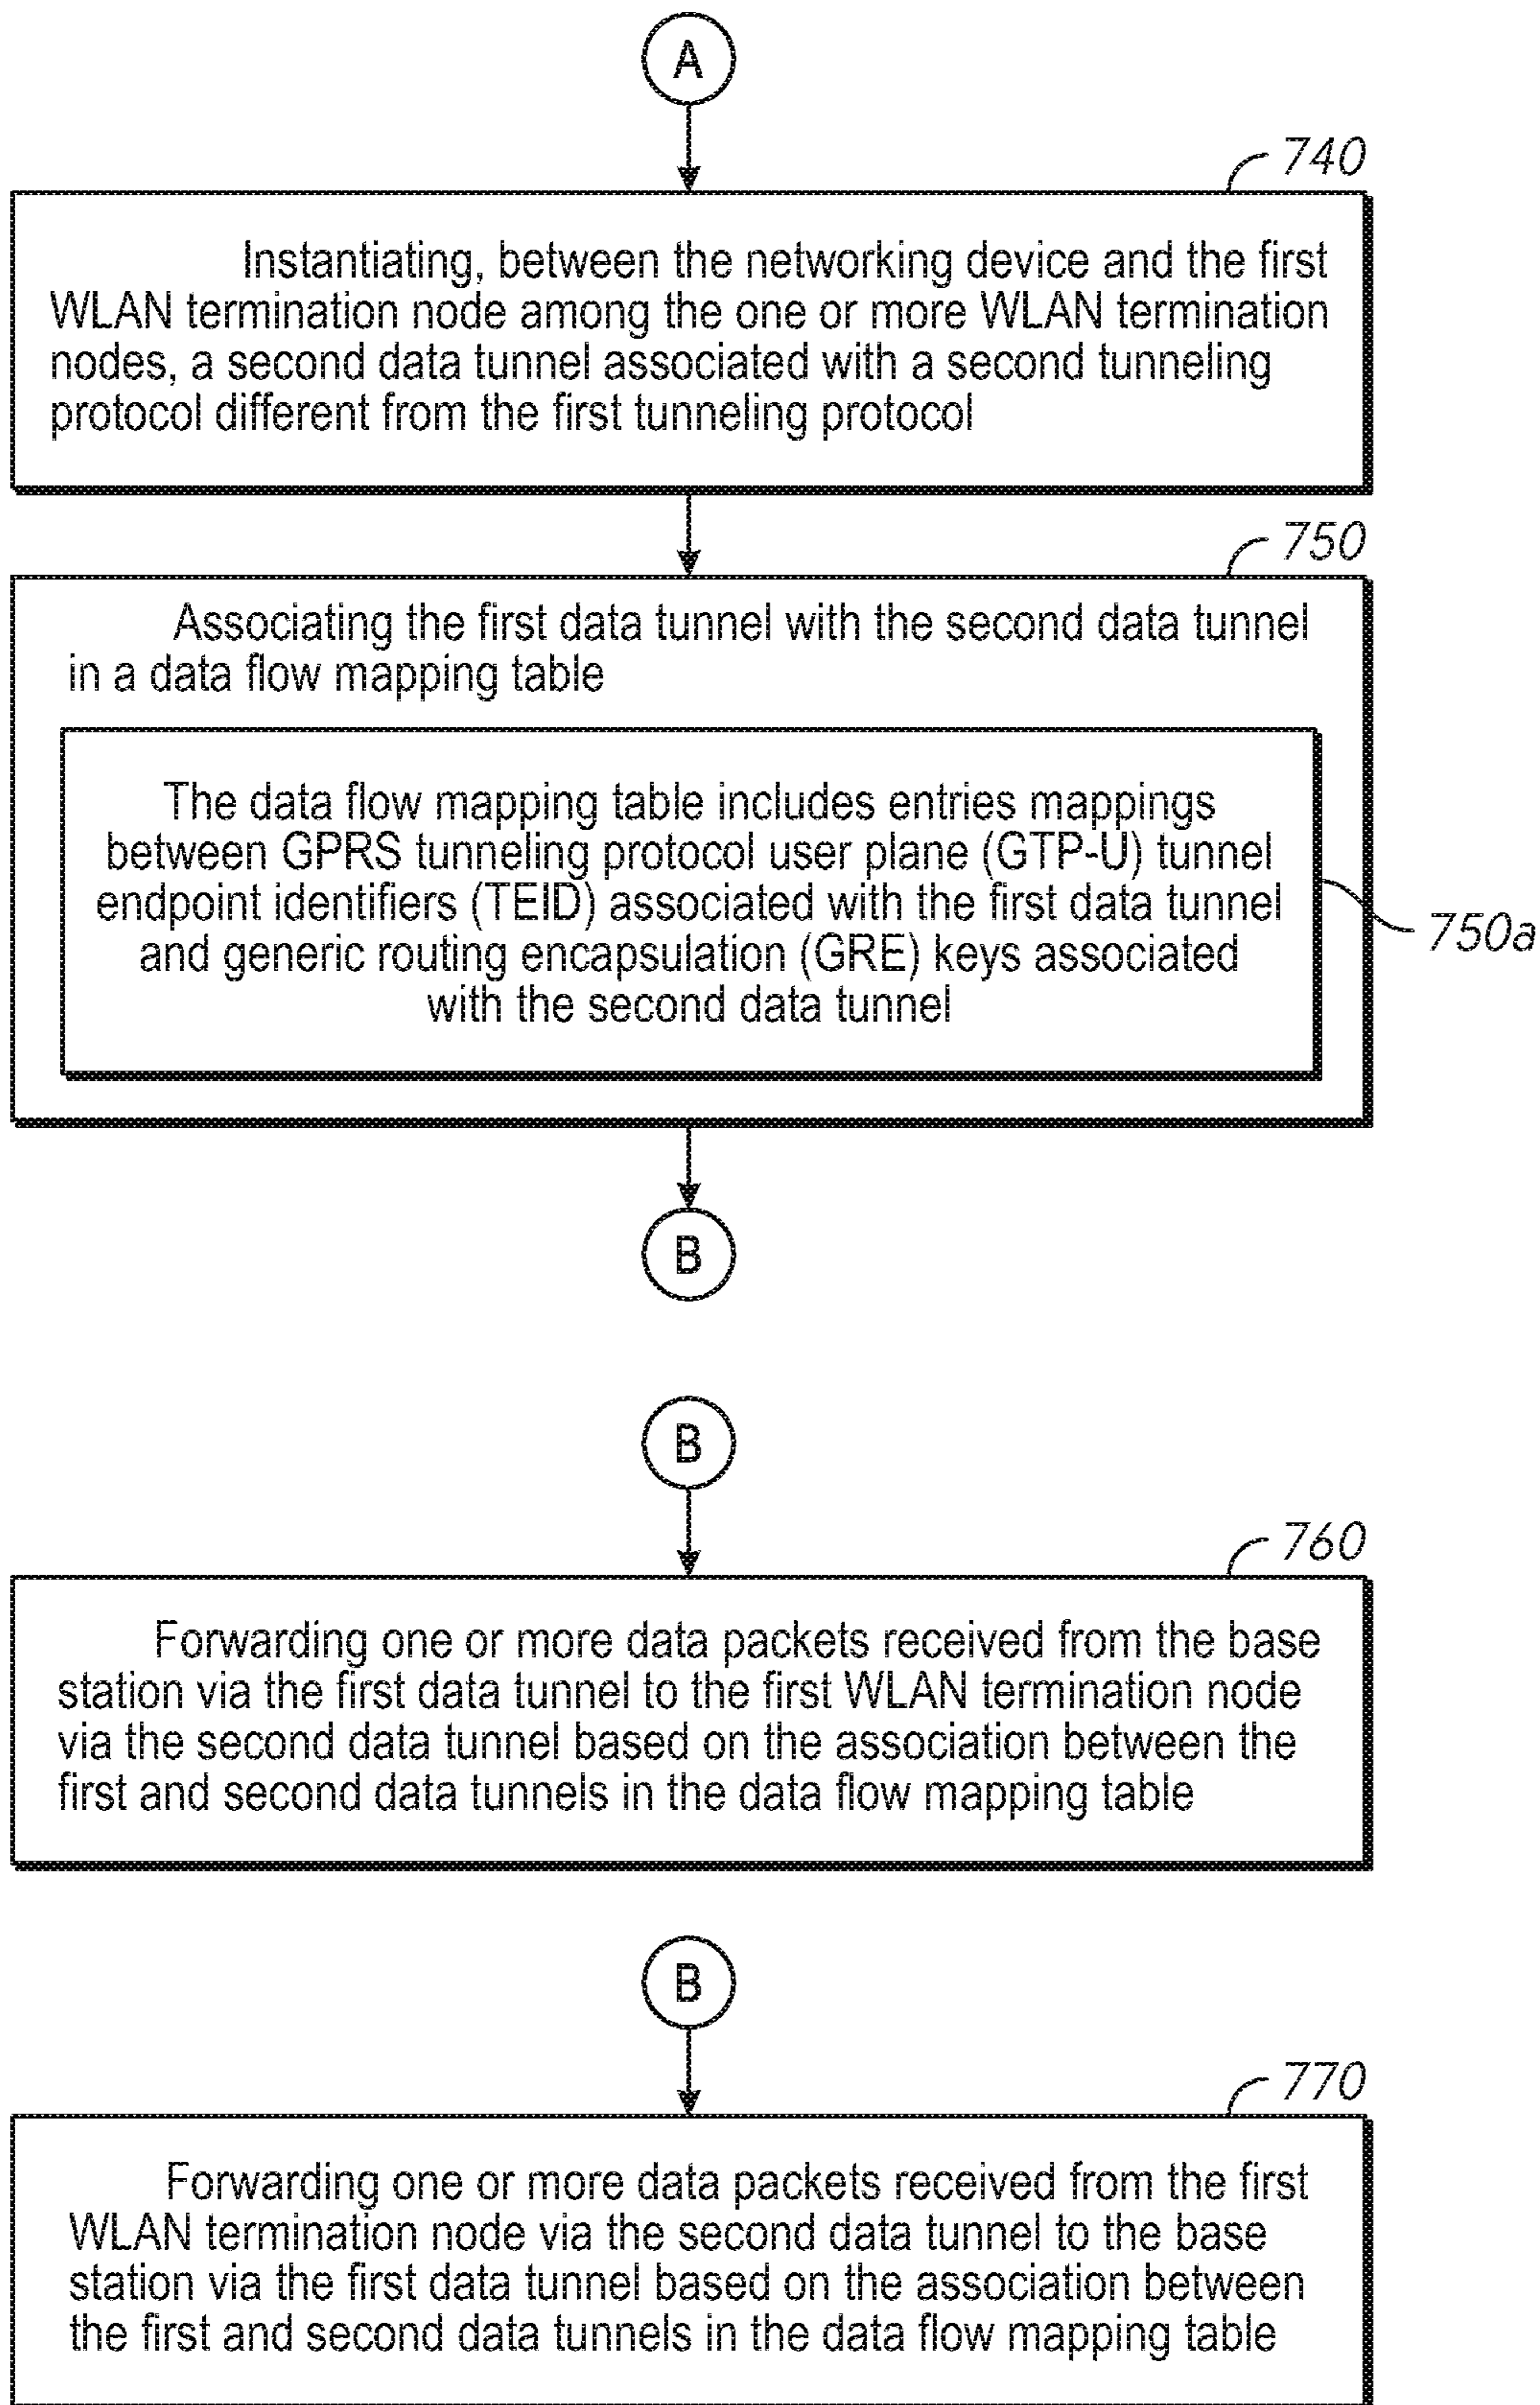 A
740
Instantiating, between the networking device and the first
WLAN termination node among the one or more WLAN termination
nodes, a second data tunnel associated with a second tunneling
protocol different from the first tunneling protocol
750
Associating the first data tunnel with the second data tunnel
in a data flow mapping table
The data flow mapping table includes entries mappings
between GPRS tunneling protocol user plane (GTP-U) tunnel
endpoint identifiers (TEID) associated with the first data tunnel
and generic routing encapsulation (GRE) keys associated
with the second data tunnel
750a
B
B
760
Forwarding one or more data packets received from the base
station via the first data tunnel to the first WLAN termination node
via the second data tunnel based on the association between the
first and second data tunnels in the data flow mapping table
B
770
Forwarding one or more data packets received from the first
WLAN termination node via the second data tunnel to the base
station via the first data tunnel based on the association between
the first and second data tunnels in the data flow mapping table